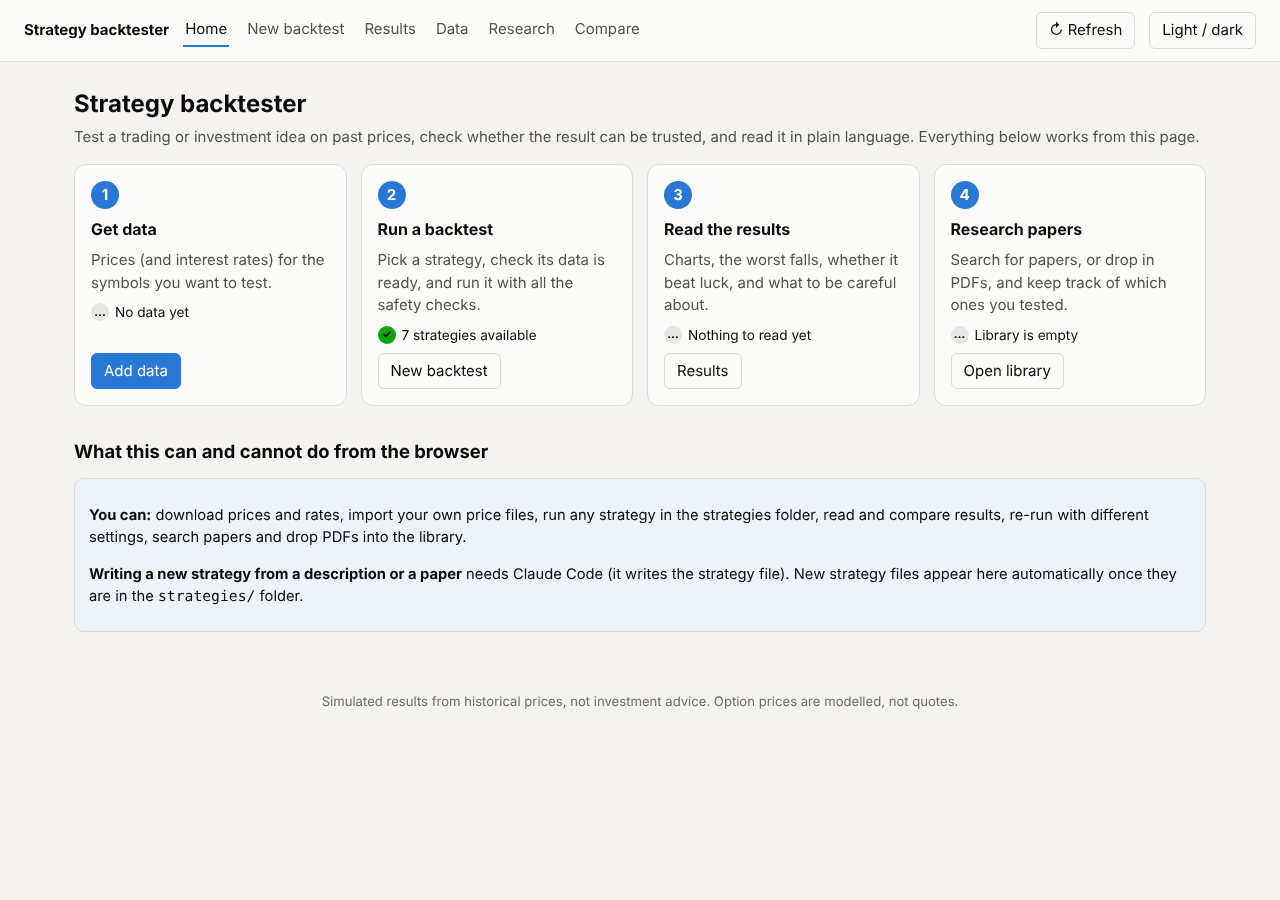 Strategy backtester Home New backtest Results Data Research Compare Refresh Light / dark
Strategy backtester
Test a trading or investment idea on past prices, check whether the result can be trusted, and read it in plain language. Everything below works from this page.
1
Get data
Prices (and interest rates) for the
symbols you want to test.
No data yet
Add data
2
Run a backtest
Pick a strategy, check its data is
ready, and run it with all the
safety checks.
7 strategies available
New backtest
3
Read the results
Charts, the worst falls, whether it
beat luck, and what to be careful
about.
Nothing to read yet
Results
4
Research papers
Search for papers, or drop in
PDFs, and keep track of which
ones you tested.
Library is empty
Open library
What this can and cannot do from the browser
You can: download prices and rates, import your own price files, run any strategy in the strategies folder, read and compare results, re-run with different
settings, search papers and drop PDFs into the library.
Writing a new strategy from a description or a paper needs Claude Code (it writes the strategy file). New strategy files appear here automatically once they
are in the strategies/ folder.
Simulated results from historical prices, not investment advice. Option prices are modelled, not quotes.